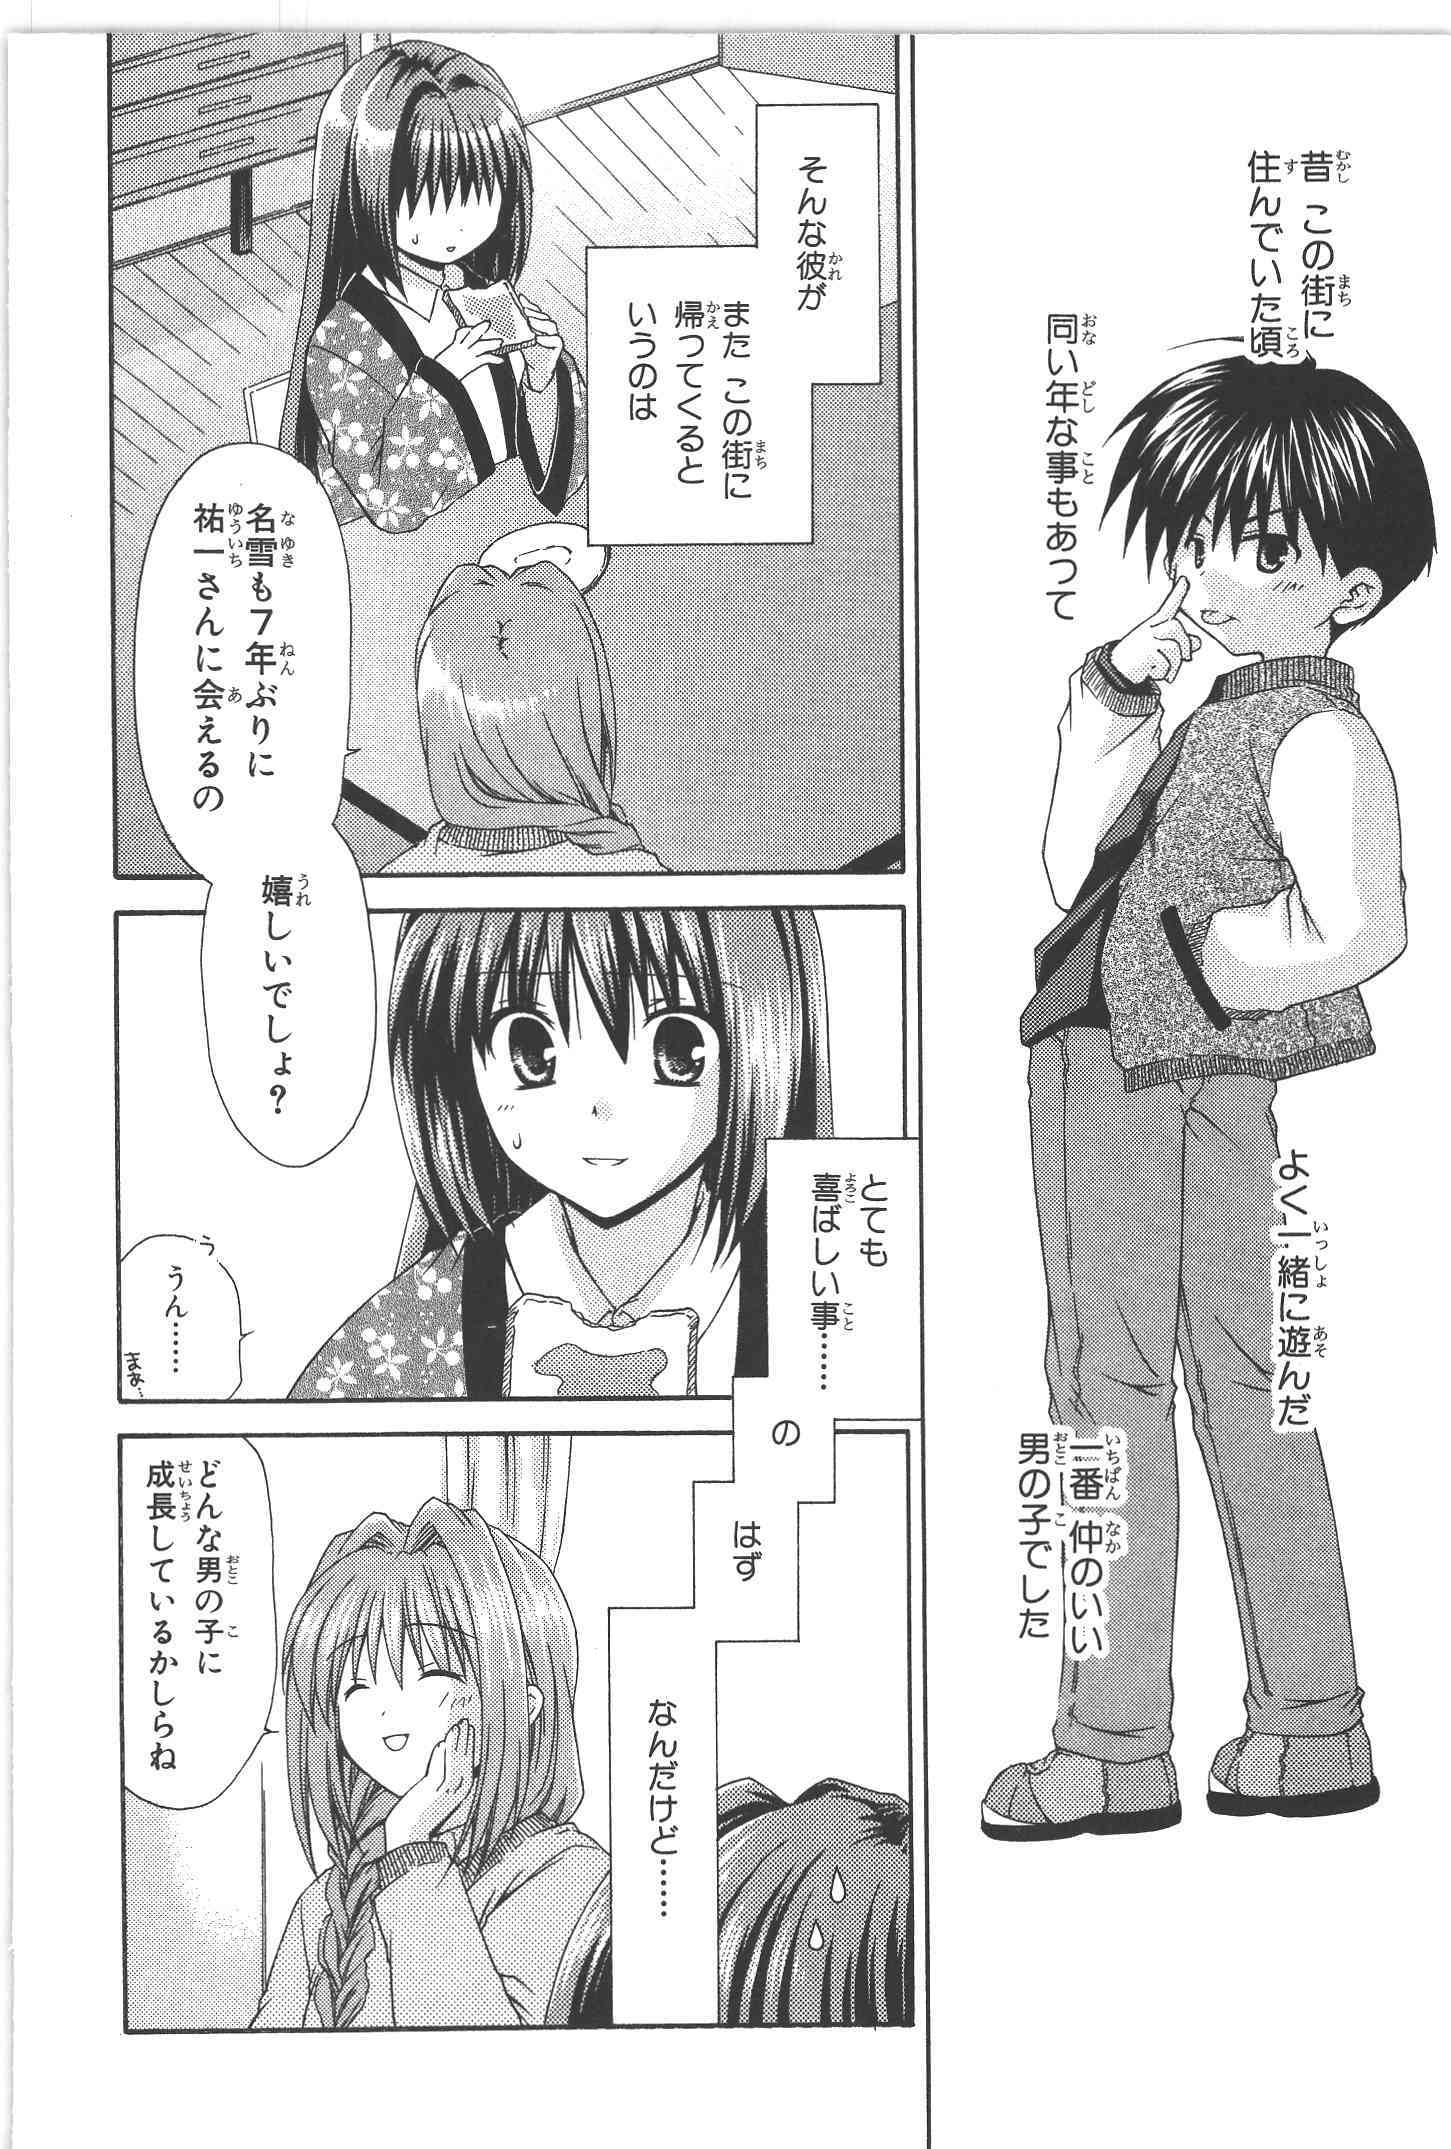 昔 この街に
住んでいた頃
同い年な事もあって
よく一緒に遊んだ
一番 仲のいい
男の子でした
そんな彼が
また この街に
帰ってくると
いうのは
名雪も7年ぶりに
祐一さんに会えるの
嬉しいでしょ？
とても
喜ばしい事……
う
うん……
まぁ…
の
はず
なんだけど……
どんな男の子に
成長しているかしらね